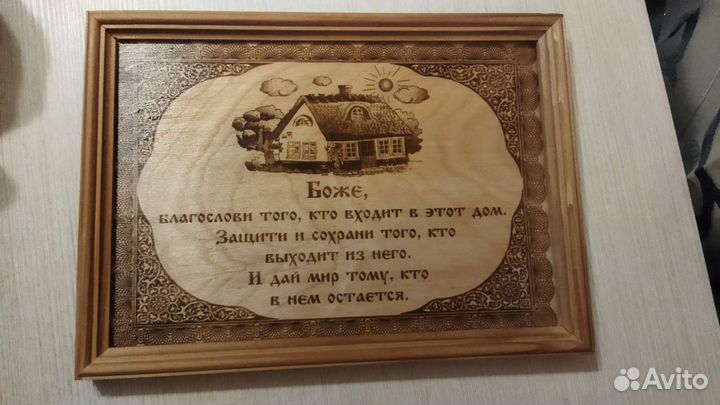 Боже,
благослови того, кто входит в этот дом.
Защити и сохрани того, кто
выходит из него.
И дай мир тому, кто
в нем остается.
Avito